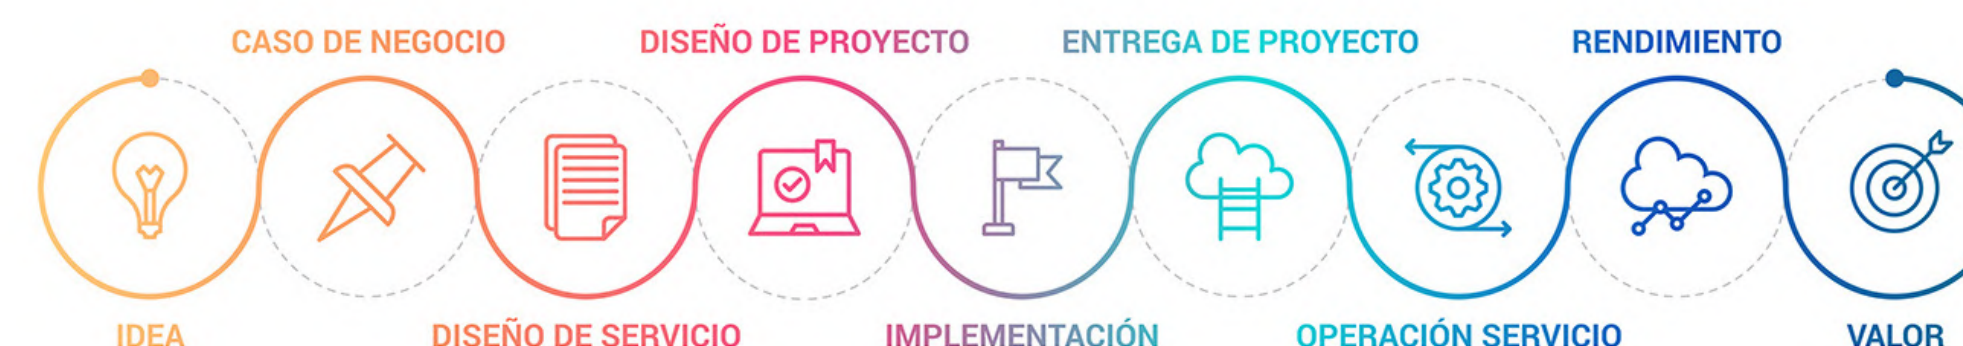 CASO DE NEGOCIO
DISEÑO DE PROYECTO
ENTREGA DE PROYECTO
RENDIMIENTO
IDEA
DISEÑO DE SERVICIO
IMPLEMENTACIÓN
OPERACIÓN SERVICIO
VALOR